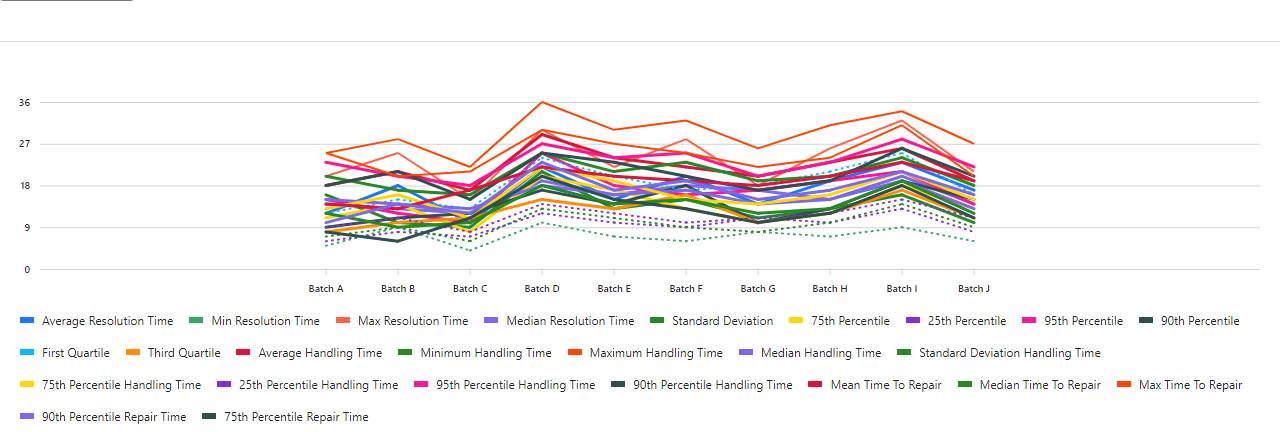 36
27
18
9
0
Batch A Batch B Batch C Batch D Batch E Batch F Batch G Batch H Batch I Batch J
Average Resolution Time Min Resolution Time Max Resolution Time Median Resolution Time Standard Deviation 75th Percentile 25th Percentile 95th Percentile 90th Percentile
First Quartile Third Quartile Average Handling Time Minimum Handling Time Maximum Handling Time Median Handling Time Standard Deviation Handling Time
75th Percentile Handling Time 25th Percentile Handling Time 95th Percentile Handling Time 90th Percentile Handling Time Mean Time To Repair Median Time To Repair Max Time To Repair
90th Percentile Repair Time 75th Percentile Repair Time